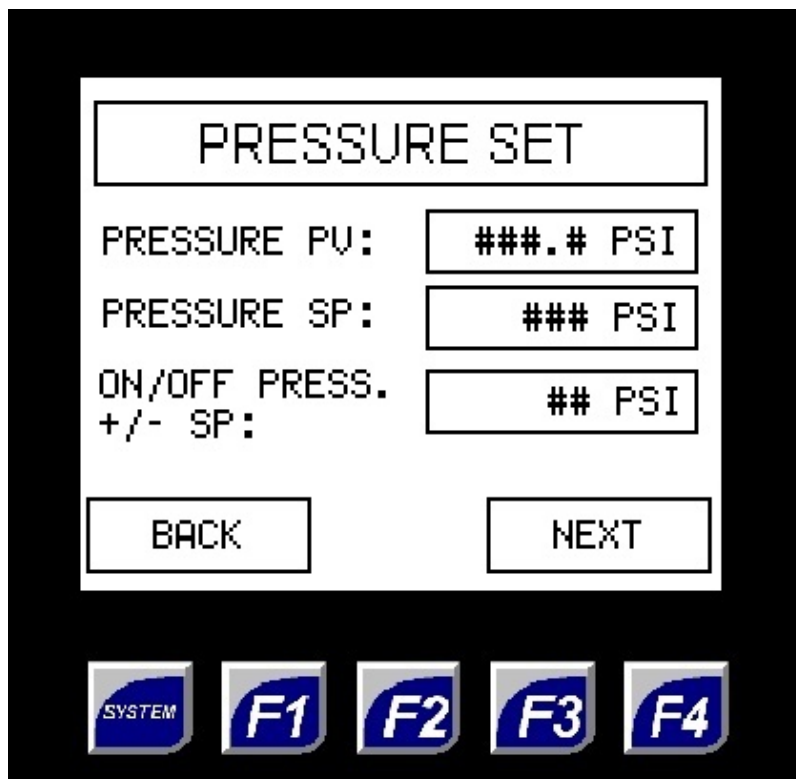 PRESSURE SET
PRESSURE PV: ###.# PSI
PRESSURE SP: ### PSI
ON/OFF PRESS.
+/- SP: ## PSI
BACK NEXT
SYSTEM F1 F2 F3 F4